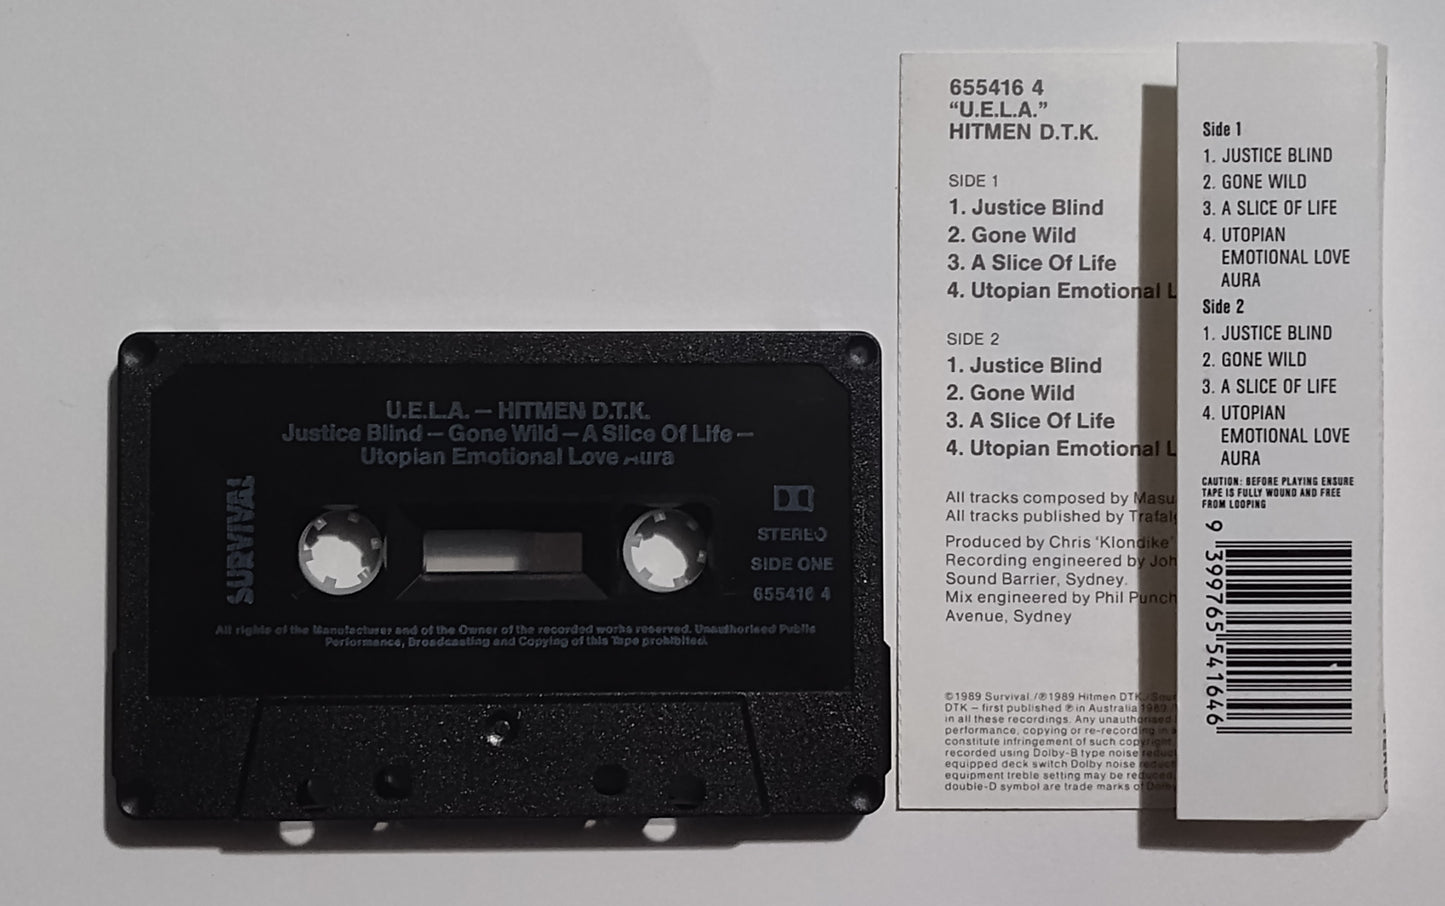 U.E.L.A. – HITMEN D.T.K.
Justice Blind – Gone Wild – A Slice Of Life –
Utopian Emotional Love Aura
SURVIVAL
STEREO
SIDE ONE
655416 4
All rights of the Manufacturer and of the Owner of the recorded works reserved. Unauthorised Public
Performance, Broadcasting and Copying of this Tape prohibited.
655416 4
“U.E.L.A.”
HITMEN D.T.K.
SIDE 1
1. Justice Blind
2. Gone Wild
3. A Slice Of Life
4. Utopian Emotional L
SIDE 2
1. Justice Blind
2. Gone Wild
3. A Slice Of Life
4. Utopian Emotional L
All tracks composed by Masu
All tracks published by Trafal
Produced by Chris 'Klondike'
Recording engineered by Joh
Sound Barrier, Sydney.
Mix engineered by Phil Punch
Avenue, Sydney
©1989 Survival /℗1989 Hitmen DTK/Sou
DTK – first published ℗ in Australia 1989
in all these recordings. Any unauthorised
performance, copying or re-recording in a
constitute infringement of such copyright
recorded using Dolby-B type noise reduct
equipped deck switch Dolby noise reduct
equipment treble setting may be reduced.
double-D symbol are trade marks of Dolby
Side 1
1. JUSTICE BLIND
2. GONE WILD
3. A SLICE OF LIFE
4. UTOPIAN
EMOTIONAL LOVE
AURA
Side 2
1. JUSTICE BLIND
2. GONE WILD
3. A SLICE OF LIFE
4. UTOPIAN
EMOTIONAL LOVE
AURA
CAUTION: BEFORE PLAYING ENSURE
TAPE IS FULLY WOUND AND FREE
FROM LOOPING
9 399765 541646